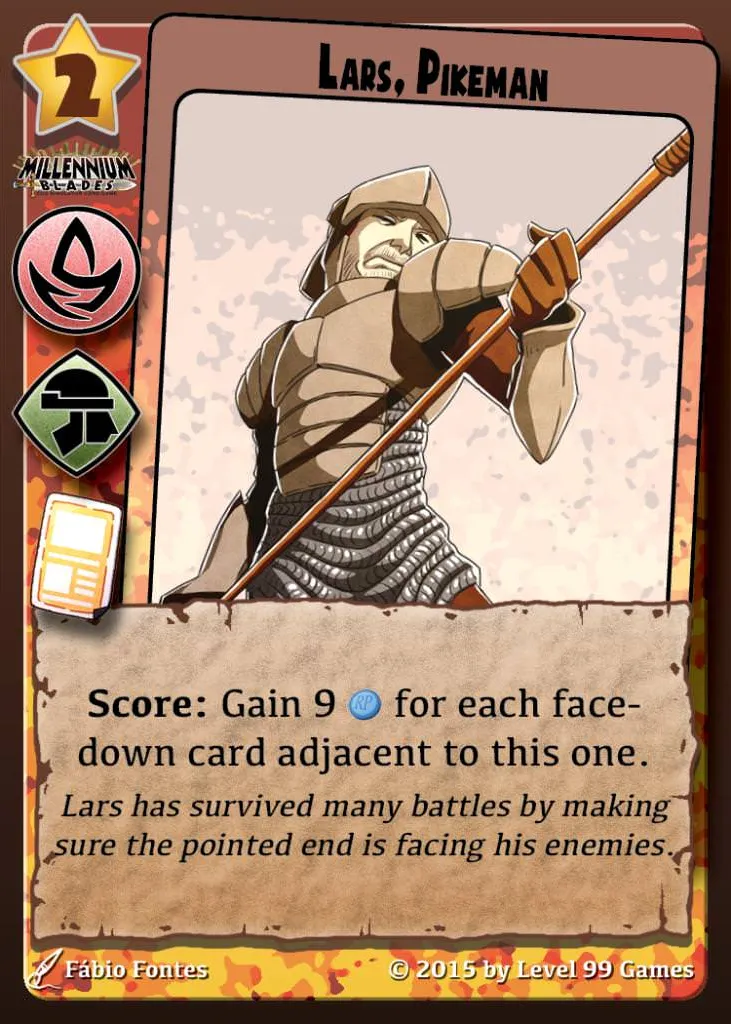 2
LARS, PIKEMAN
MILLENNIUM
BLADES
Score: Gain 9 RP for each face-
down card adjacent to this one.
Lars has survived many battles by making
sure the pointed end is facing his enemies.
Fábio Fontes
© 2015 by Level 99 Games